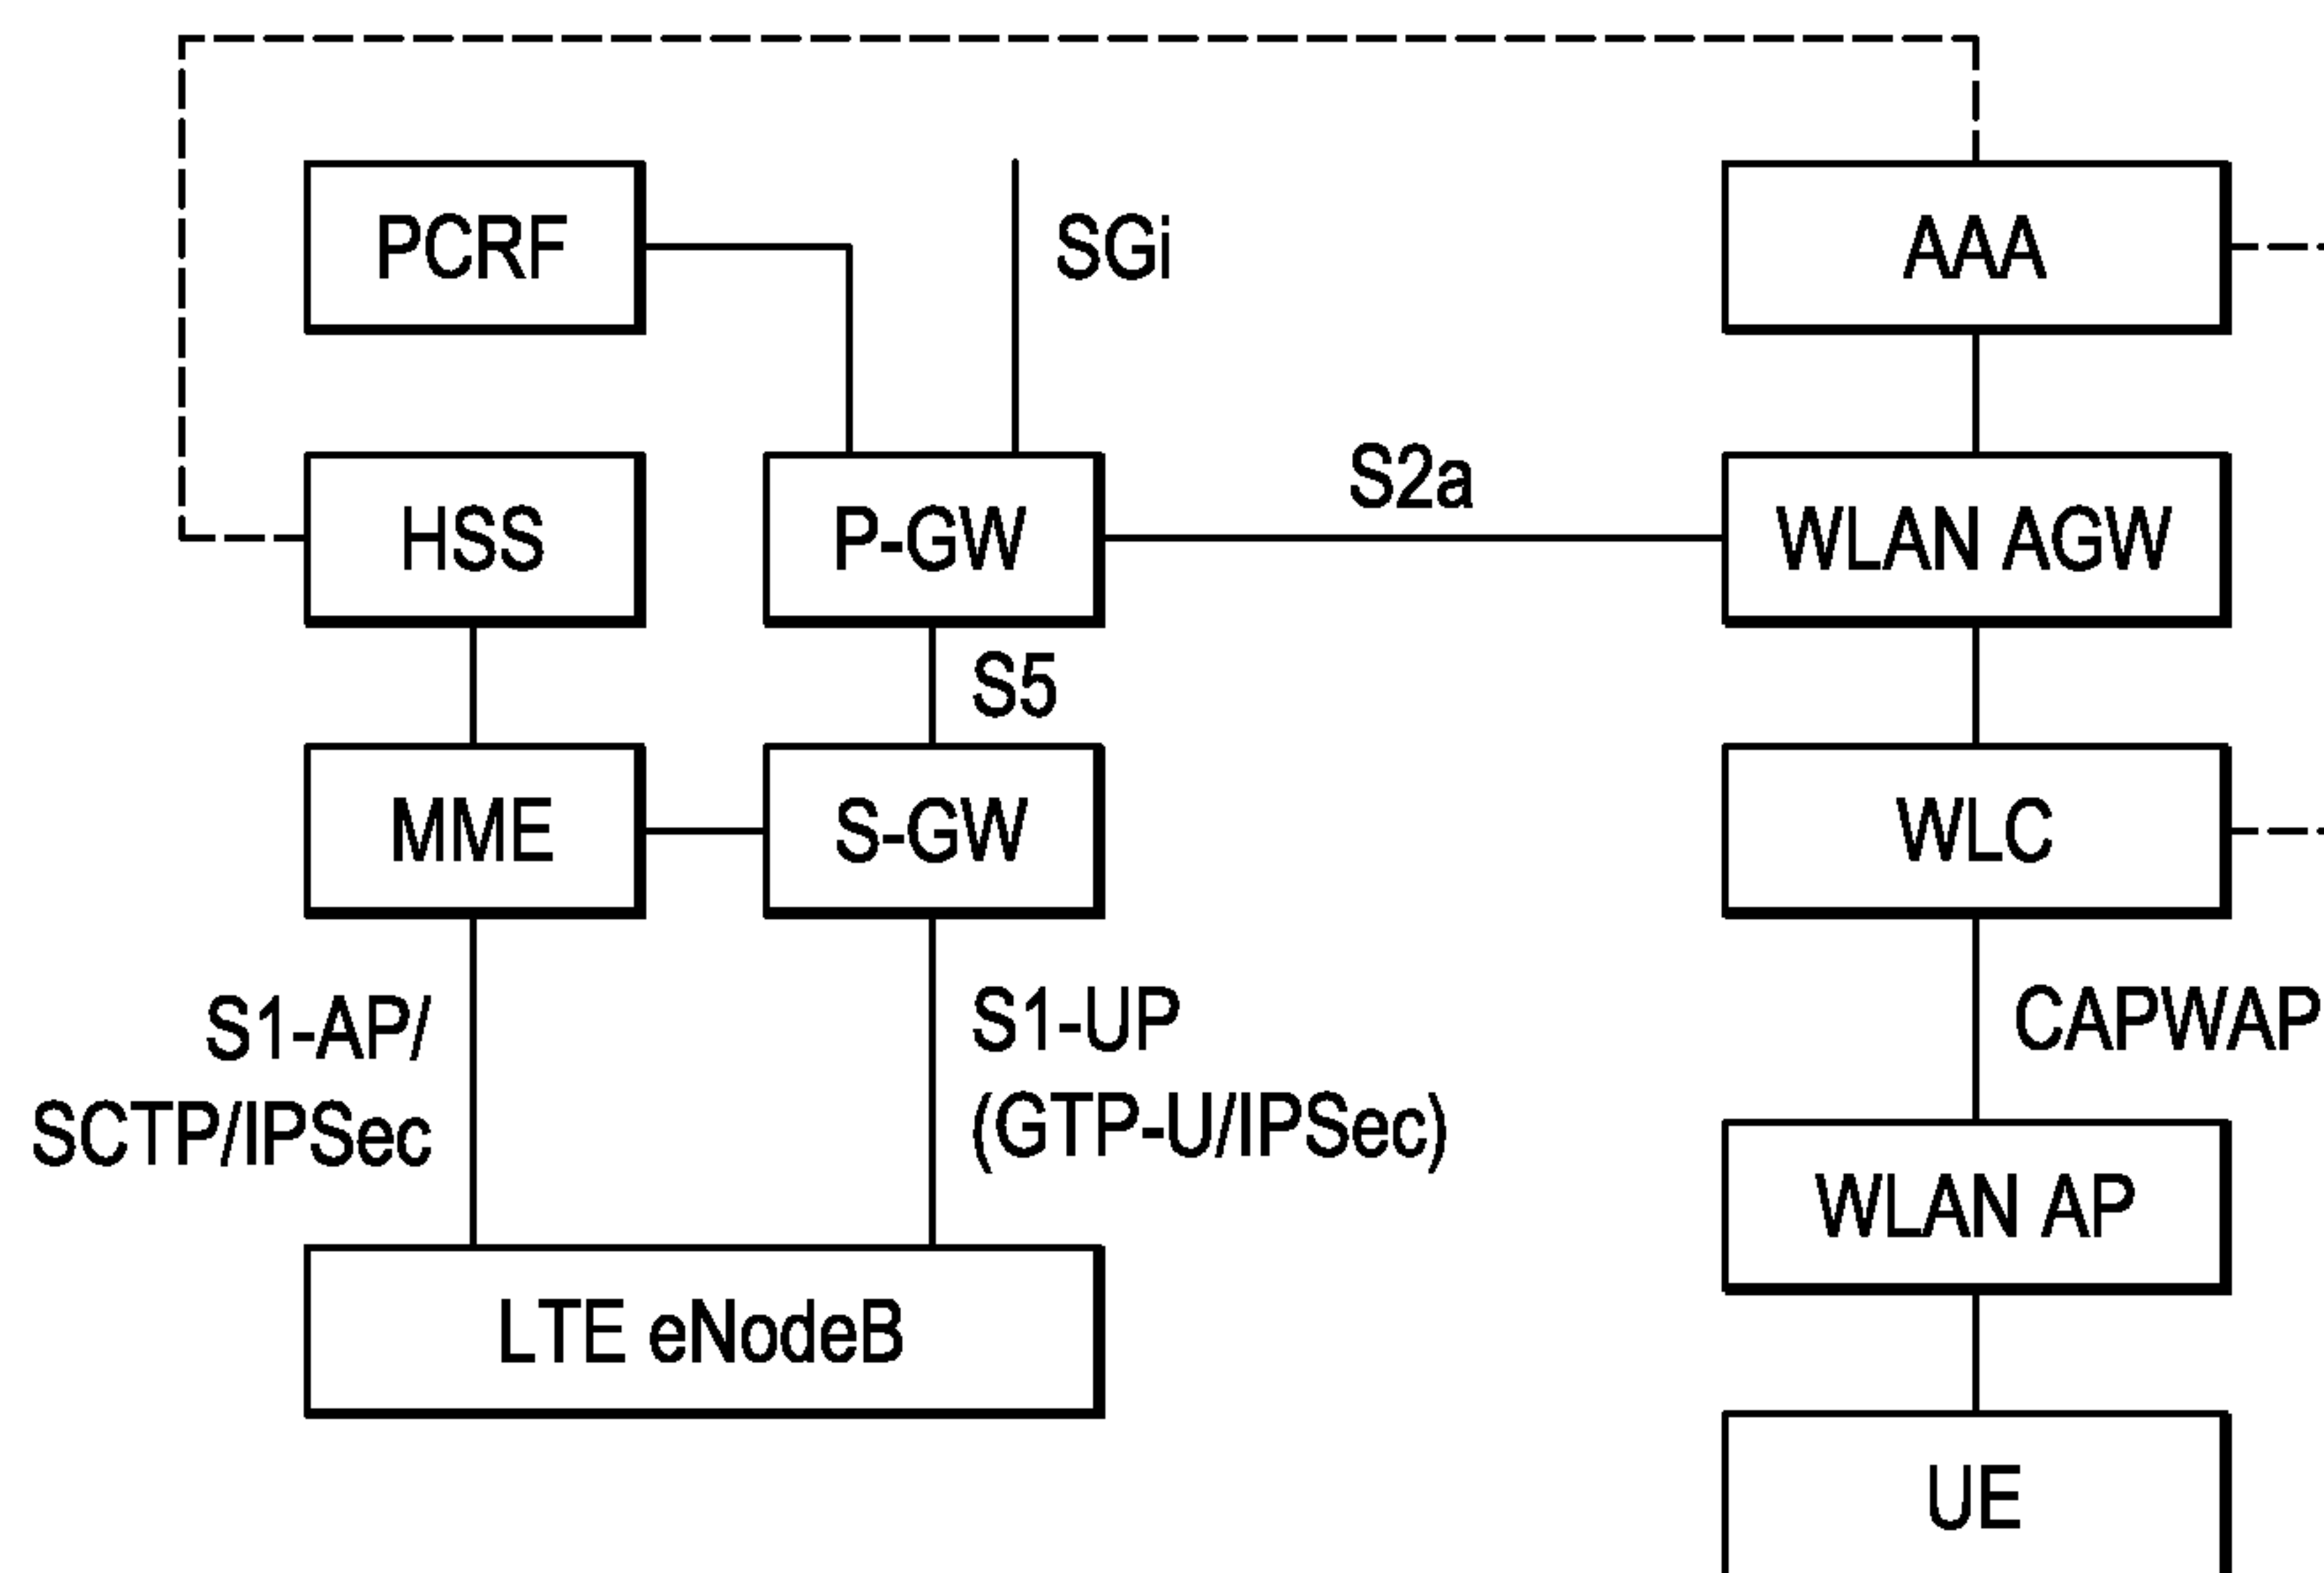 PCRF
SGi
AAA
HSS
P-GW
S2a
WLAN AGW
S5
MME
S-GW
WLC
S1-AP/
SCTP/IPSec
S1-UP
(GTP-U/IPSec)
CAPWAP
WLAN AP
LTE eNodeB
UE